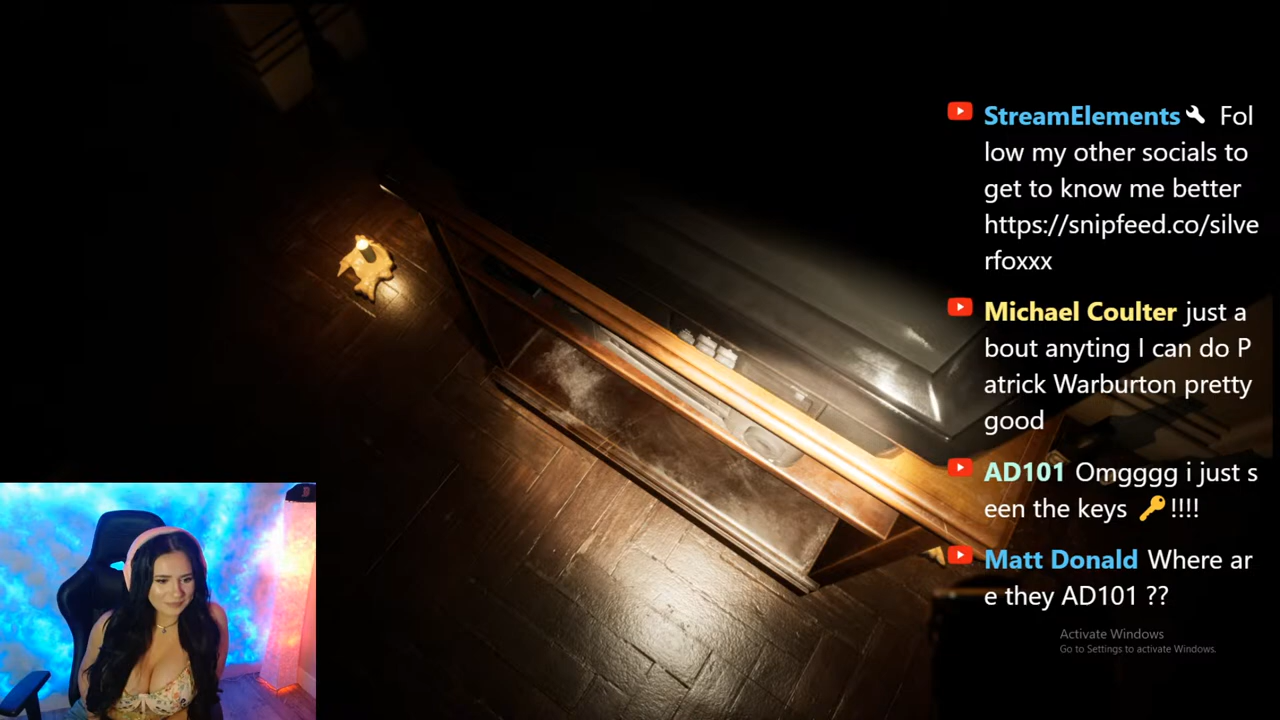 StreamElements Fol
low my other socials to
get to know me better
https://snipfeed.co/silve
rfoxxx
Michael Coulter just a
bout anyting I can do P
atrick Warburton pretty
good
AD101 Omgggg i just s
een the keys 🔑!!!!
Matt Donald Where ar
e they AD101 ??
Activate Windows
Go to Settings to activate Windows.